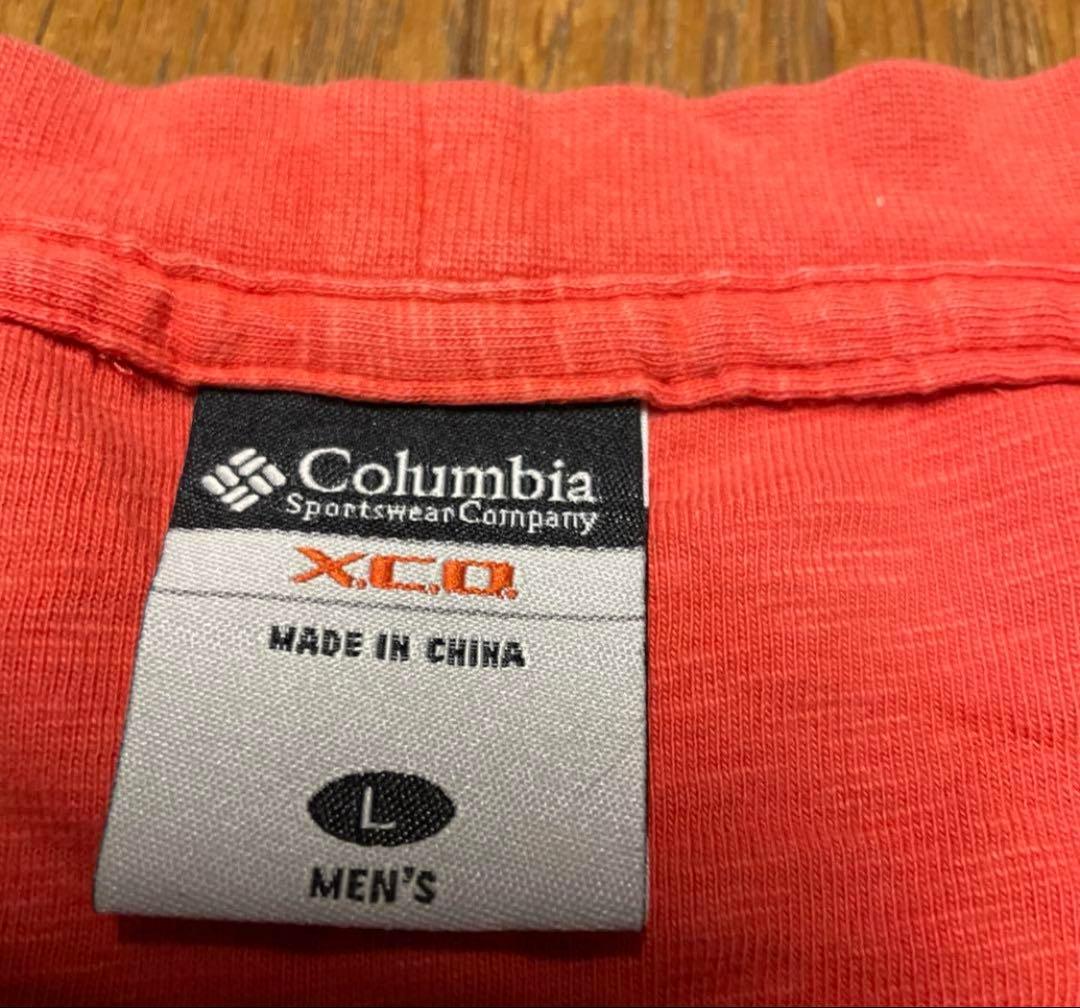 Columbia
Sportswear Company
X.C.O.
MADE IN CHINA
L
MEN'S